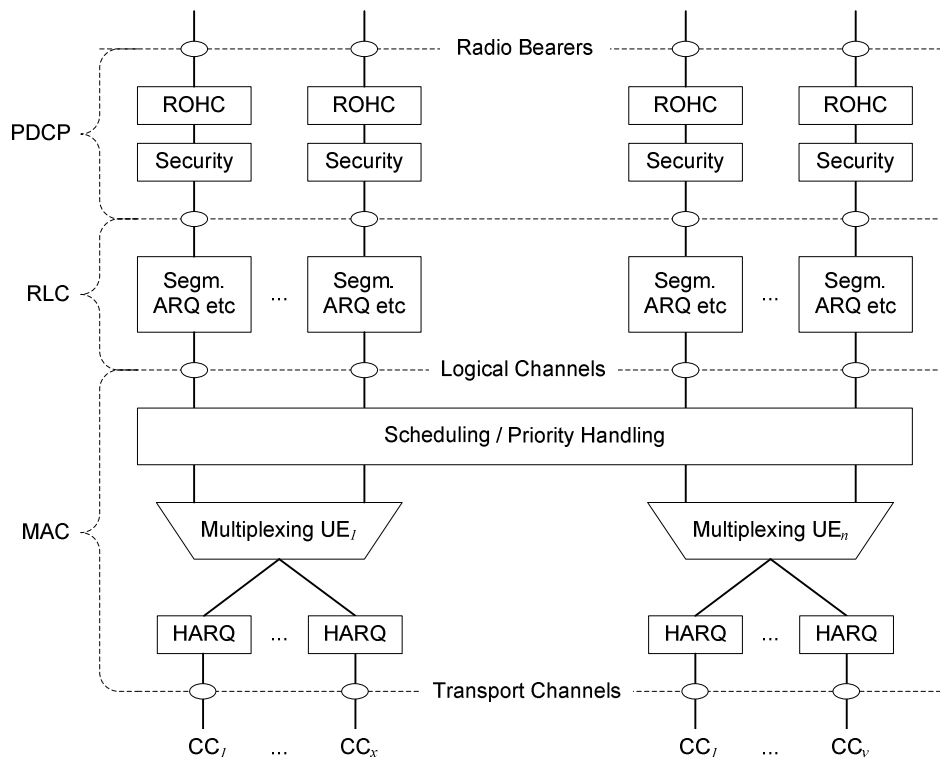 Radio Bearers
ROHC ROHC ROHC ROHC
PDCP
Security Security Security Security
Segm.
ARQ etc
...
Segm.
ARQ etc
Segm.
ARQ etc
...
Segm.
ARQ etc
RLC
Logical Channels
Scheduling / Priority Handling
Multiplexing UE1 Multiplexing UEn
MAC
HARQ ... HARQ HARQ ... HARQ
Transport Channels
CC1 ... CCx CC1 ... CCy